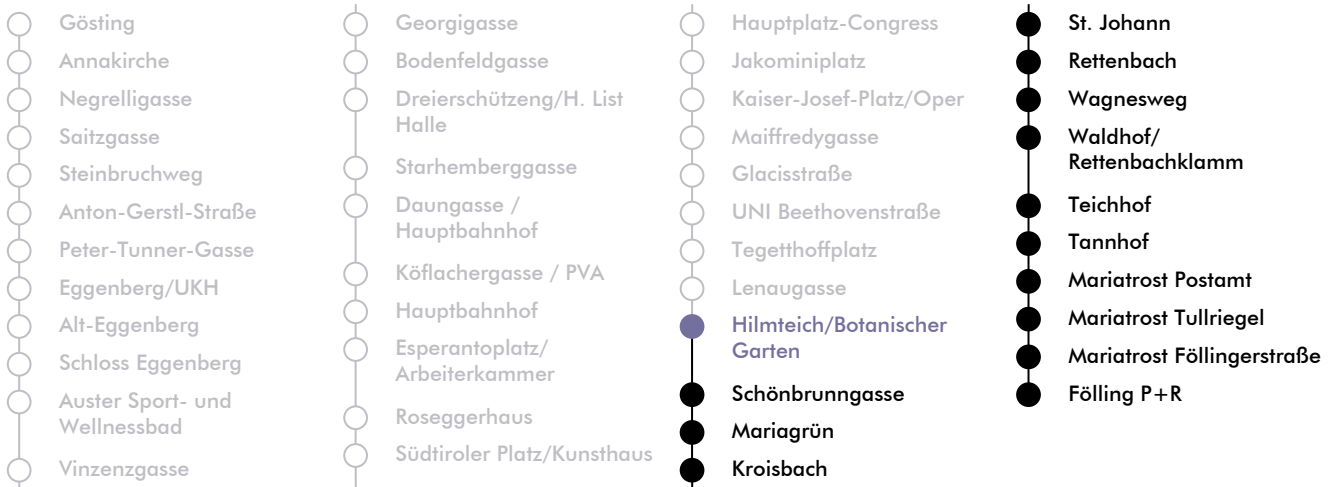 Gösting
Annakirche
Negrelligasse
Saitzgasse
Steinbruchweg
Anton-Gerstl-Straße
Peter-Tunner-Gasse
Eggenberg/UKH
Alt-Eggenberg
Schloss Eggenberg
Auster Sport- und
Wellnessbad
Vinzenzgasse
Georgigasse
Bodenfeldgasse
Dreierschützeng/H. List
Halle
Starhemberggasse
Daungasse /
Hauptbahnhof
Köflachergasse / PVA
Hauptbahnhof
Esperantoplatz/
Arbeiterkammer
Roseggerhaus
Südtiroler Platz/Kunsthaus
Hauptplatz-Congress
Jakominiplatz
Kaiser-Josef-Platz/Oper
Maiffredygasse
Glacisstraße
UNI Beethovenstraße
Tegetthoffplatz
Lenaugasse
Hilmteich/Botanischer
Garten
Schönbrunngasse
Mariagrün
Kroisbach
St. Johann
Rettenbach
Wagnesweg
Waldhof/
Rettenbachklamm
Teichhof
Tannhof
Mariatrost Postamt
Mariatrost Tullriegel
Mariatrost Föllingerstraße
Fölling P+R